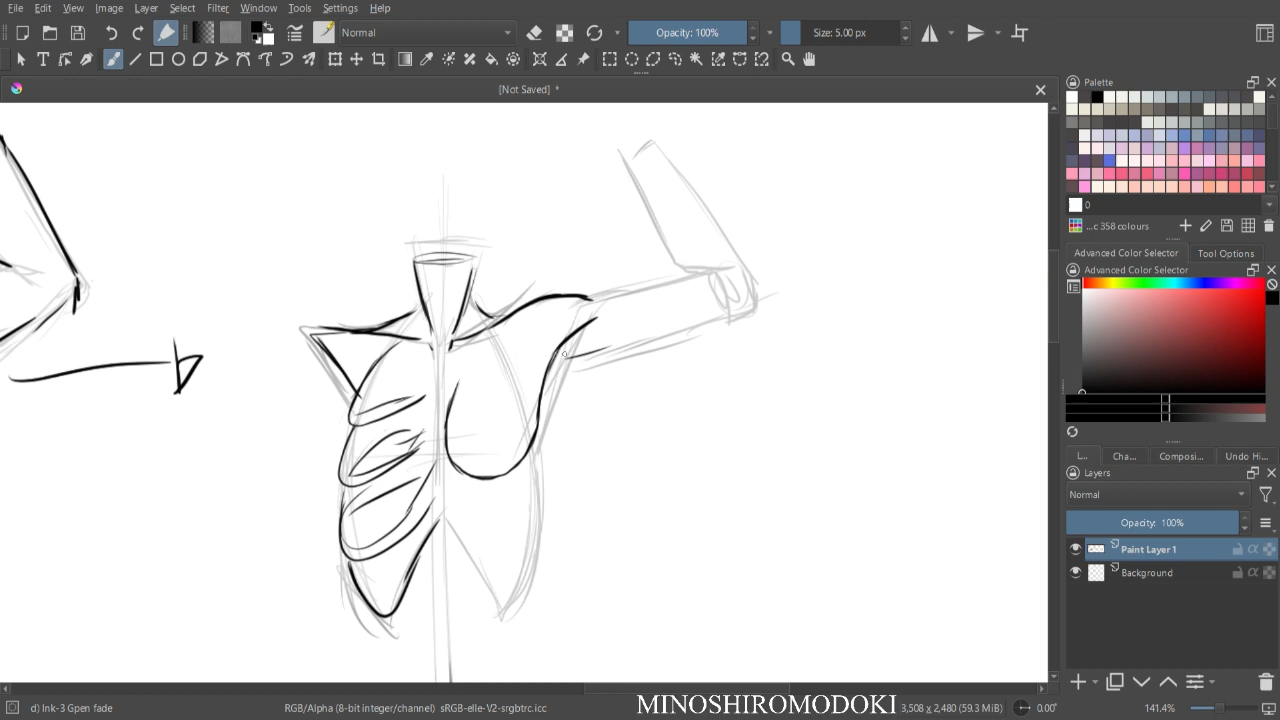 File Edit View Image Layer Select Filter Window Tools Settings Help
Normal Opacity: 100% Size: 5.00 px
[Not Saved] *
Palette
0
...c 358 colours
Advanced Color Selector Tool Options
Advanced Color Selector
L... Cha... Composi... Undo Hi...
Layers
Normal
Opacity: 100%
Paint Layer 1
Background
d) Ink-3 Gpen fade RGB/Alpha (8-bit integer/channel) sRGB-elle-V2-srgbtrc.icc MINOSHIROMODOKI 3,508 x 2,480 (59.3 MiB) 0.00° 141.4%